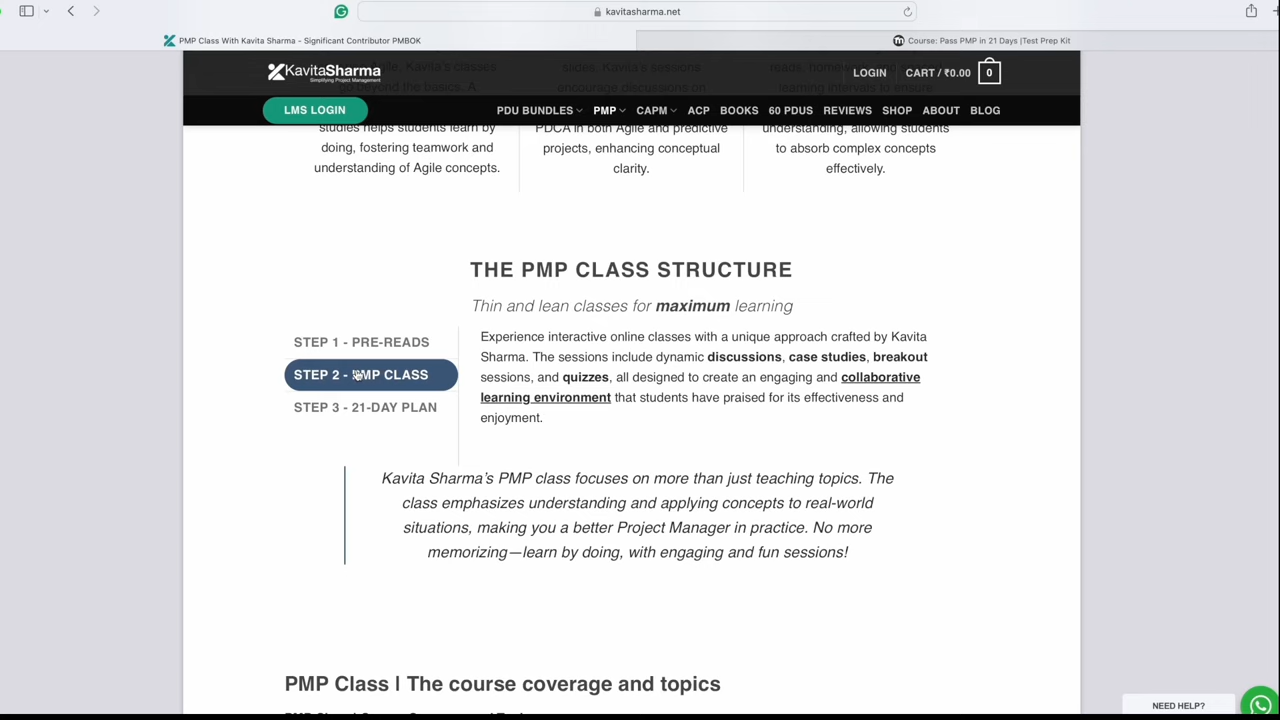 kavitasharma.net
PMP Class With Kavita Sharma - Significant Contributor PMBOK
Course: Pass PMP in 21 Days |Test Prep Kit
KavitaSharma
Simplifying Project Management
LOGIN
CART / ₹0.00
0
LMS LOGIN
PDU BUNDLES
PMP
CAPM
ACP
BOOKS
60 PDUS
REVIEWS
SHOP
ABOUT
BLOG
studies helps students learn by
doing, fostering teamwork and
understanding of Agile concepts.
PDCA in both Agile and predictive
projects, enhancing conceptual
clarity.
understanding, allowing students
to absorb complex concepts
effectively.
THE PMP CLASS STRUCTURE
Thin and lean classes for maximum learning
STEP 1 - PRE-READS
STEP 2 - PMP CLASS
STEP 3 - 21-DAY PLAN
Experience interactive online classes with a unique approach crafted by Kavita
Sharma. The sessions include dynamic discussions, case studies, breakout
sessions, and quizzes, all designed to create an engaging and collaborative
learning environment that students have praised for its effectiveness and
enjoyment.
Kavita Sharma's PMP class focuses on more than just teaching topics. The
class emphasizes understanding and applying concepts to real-world
situations, making you a better Project Manager in practice. No more
memorizing—learn by doing, with engaging and fun sessions!
PMP Class | The course coverage and topics
NEED HELP?